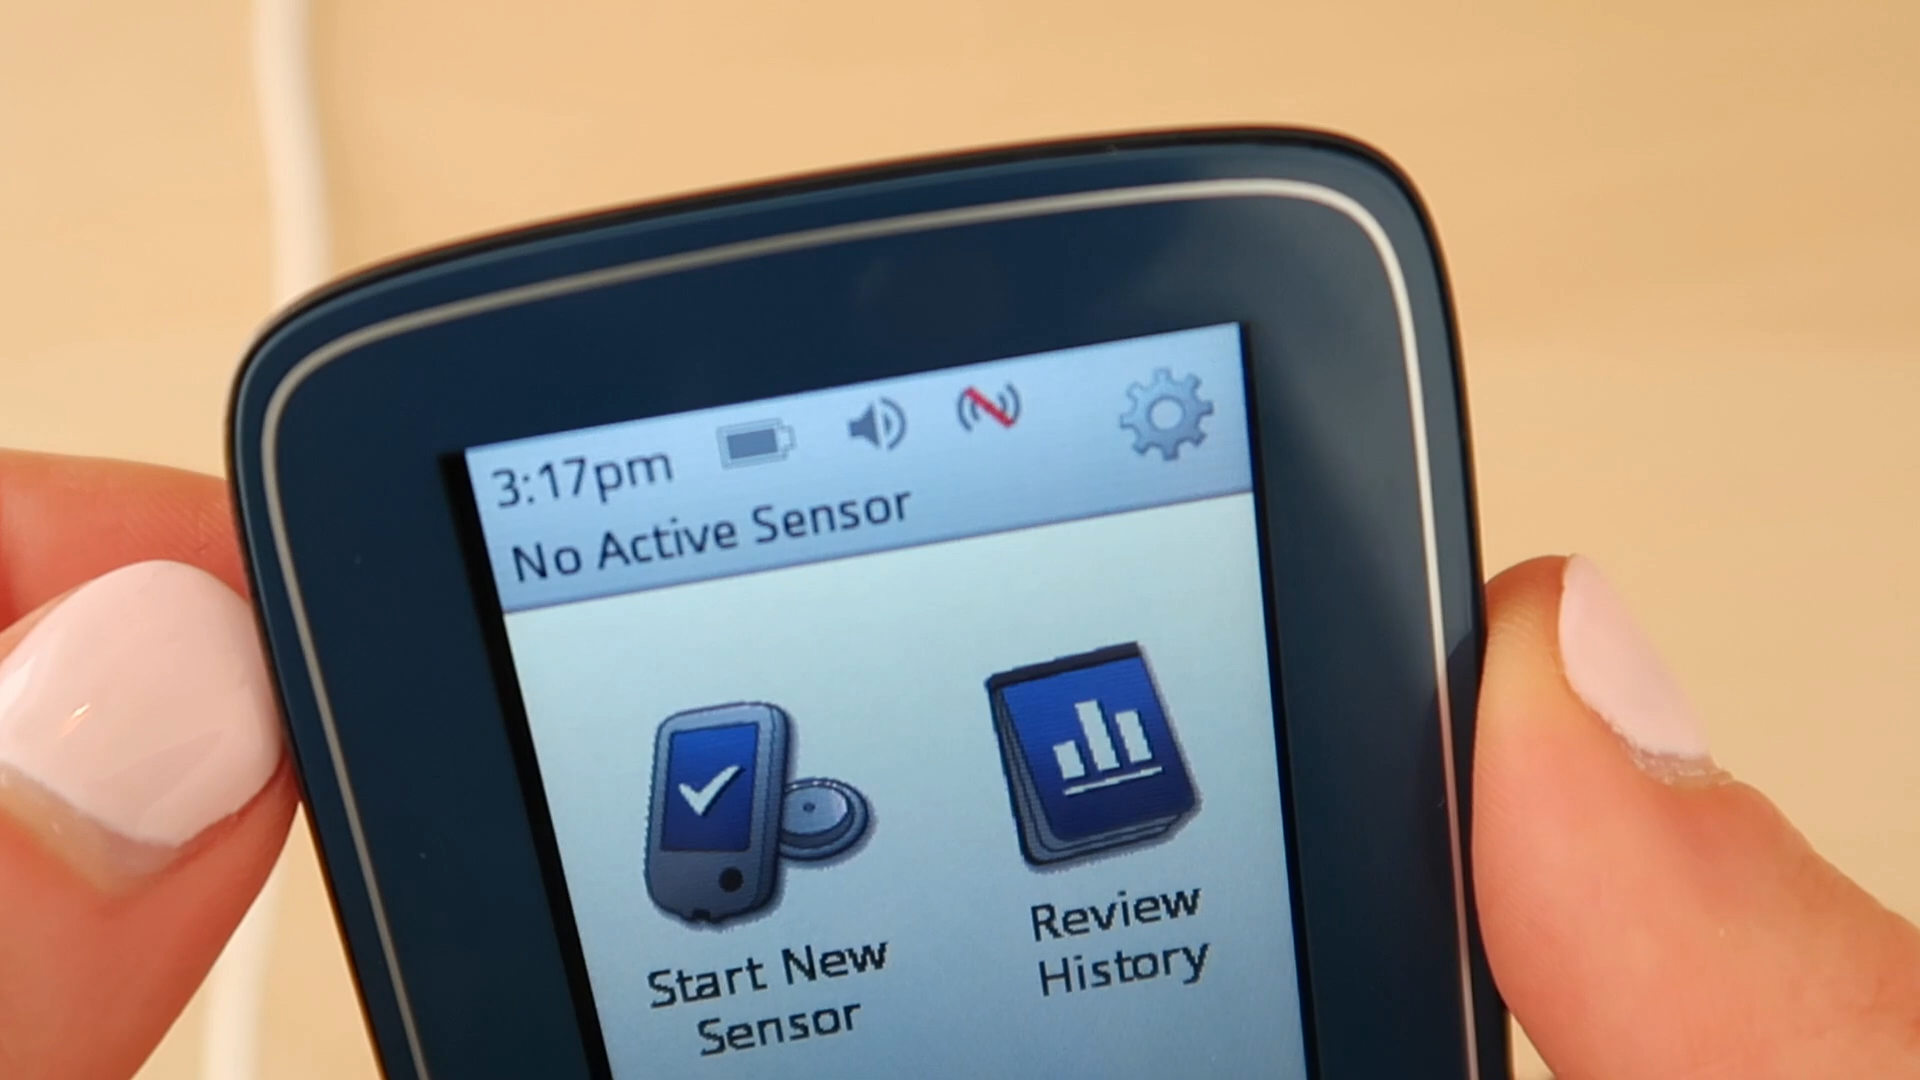 3:17pm
No Active Sensor
Start New
Sensor
Review
History